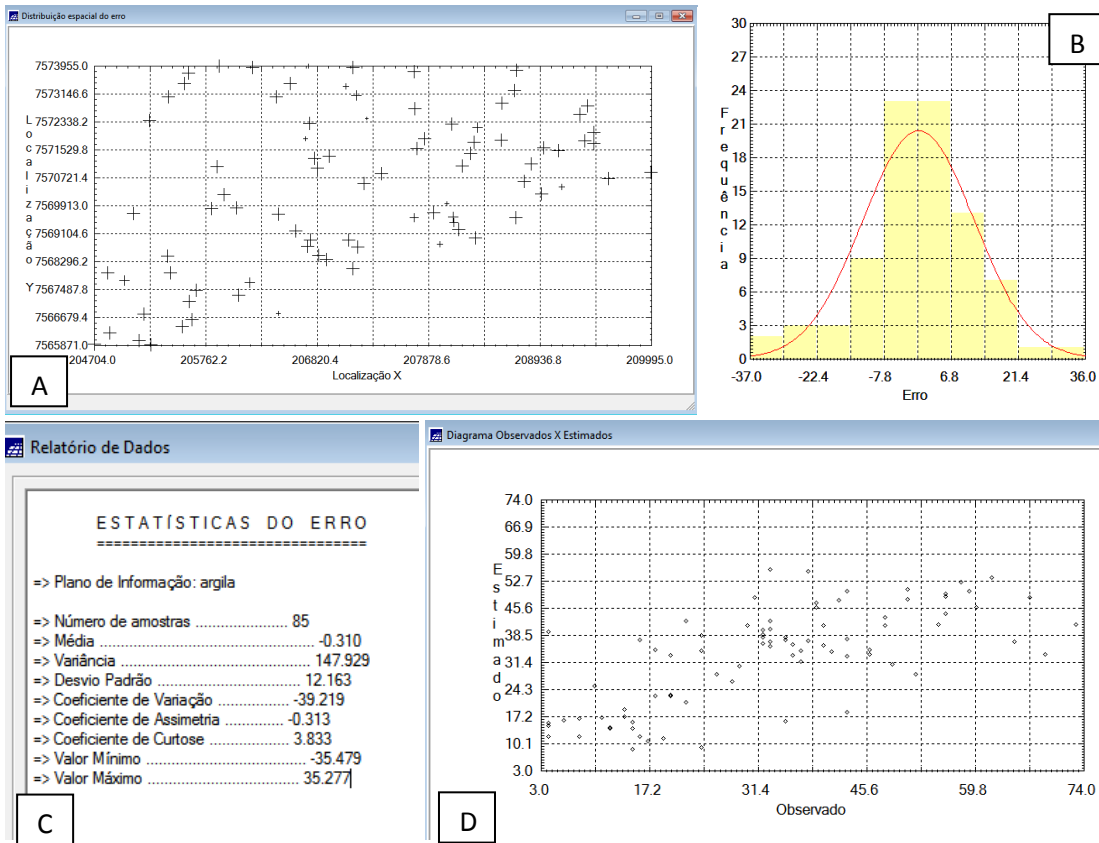 Distribuição espacial do erro
7573955.0
7573146.6
7572338.2
7571529.8
7570721.4
7569913.0
7569104.6
7568296.2
7567487.8
7566679.4
7565871.0
Localização Y
204704.0 205762.2 206820.4 207878.6 208936.8 209995.0
Localização X
A
B
30
27
24
21
18
15
12
9
6
3
0
Frequência
-37.0 -22.4 -7.8 6.8 21.4 36.0
Erro
Relatório de Dados
ESTATÍSTICAS DO ERRO
================================
=> Plano de Informação: argila
=> Número de amostras ...................... 85
=> Média ................................................. -0.310
=> Variância ............................................. 147.929
=> Desvio Padrão .................................. 12.163
=> Coeficiente de Variação ................. -39.219
=> Coeficiente de Assimetria .............. -0.313
=> Coeficiente de Curtose .................... 3.833
=> Valor Mínimo ..................................... -35.479
=> Valor Máximo .................................... 35.277
C
Diagrama Observados X Estimados
74.0
66.9
59.8
52.7
45.6
38.5
31.4
24.3
17.2
10.1
3.0
Estimado
3.0 17.2 31.4 45.6 59.8 74.0
Observado
D